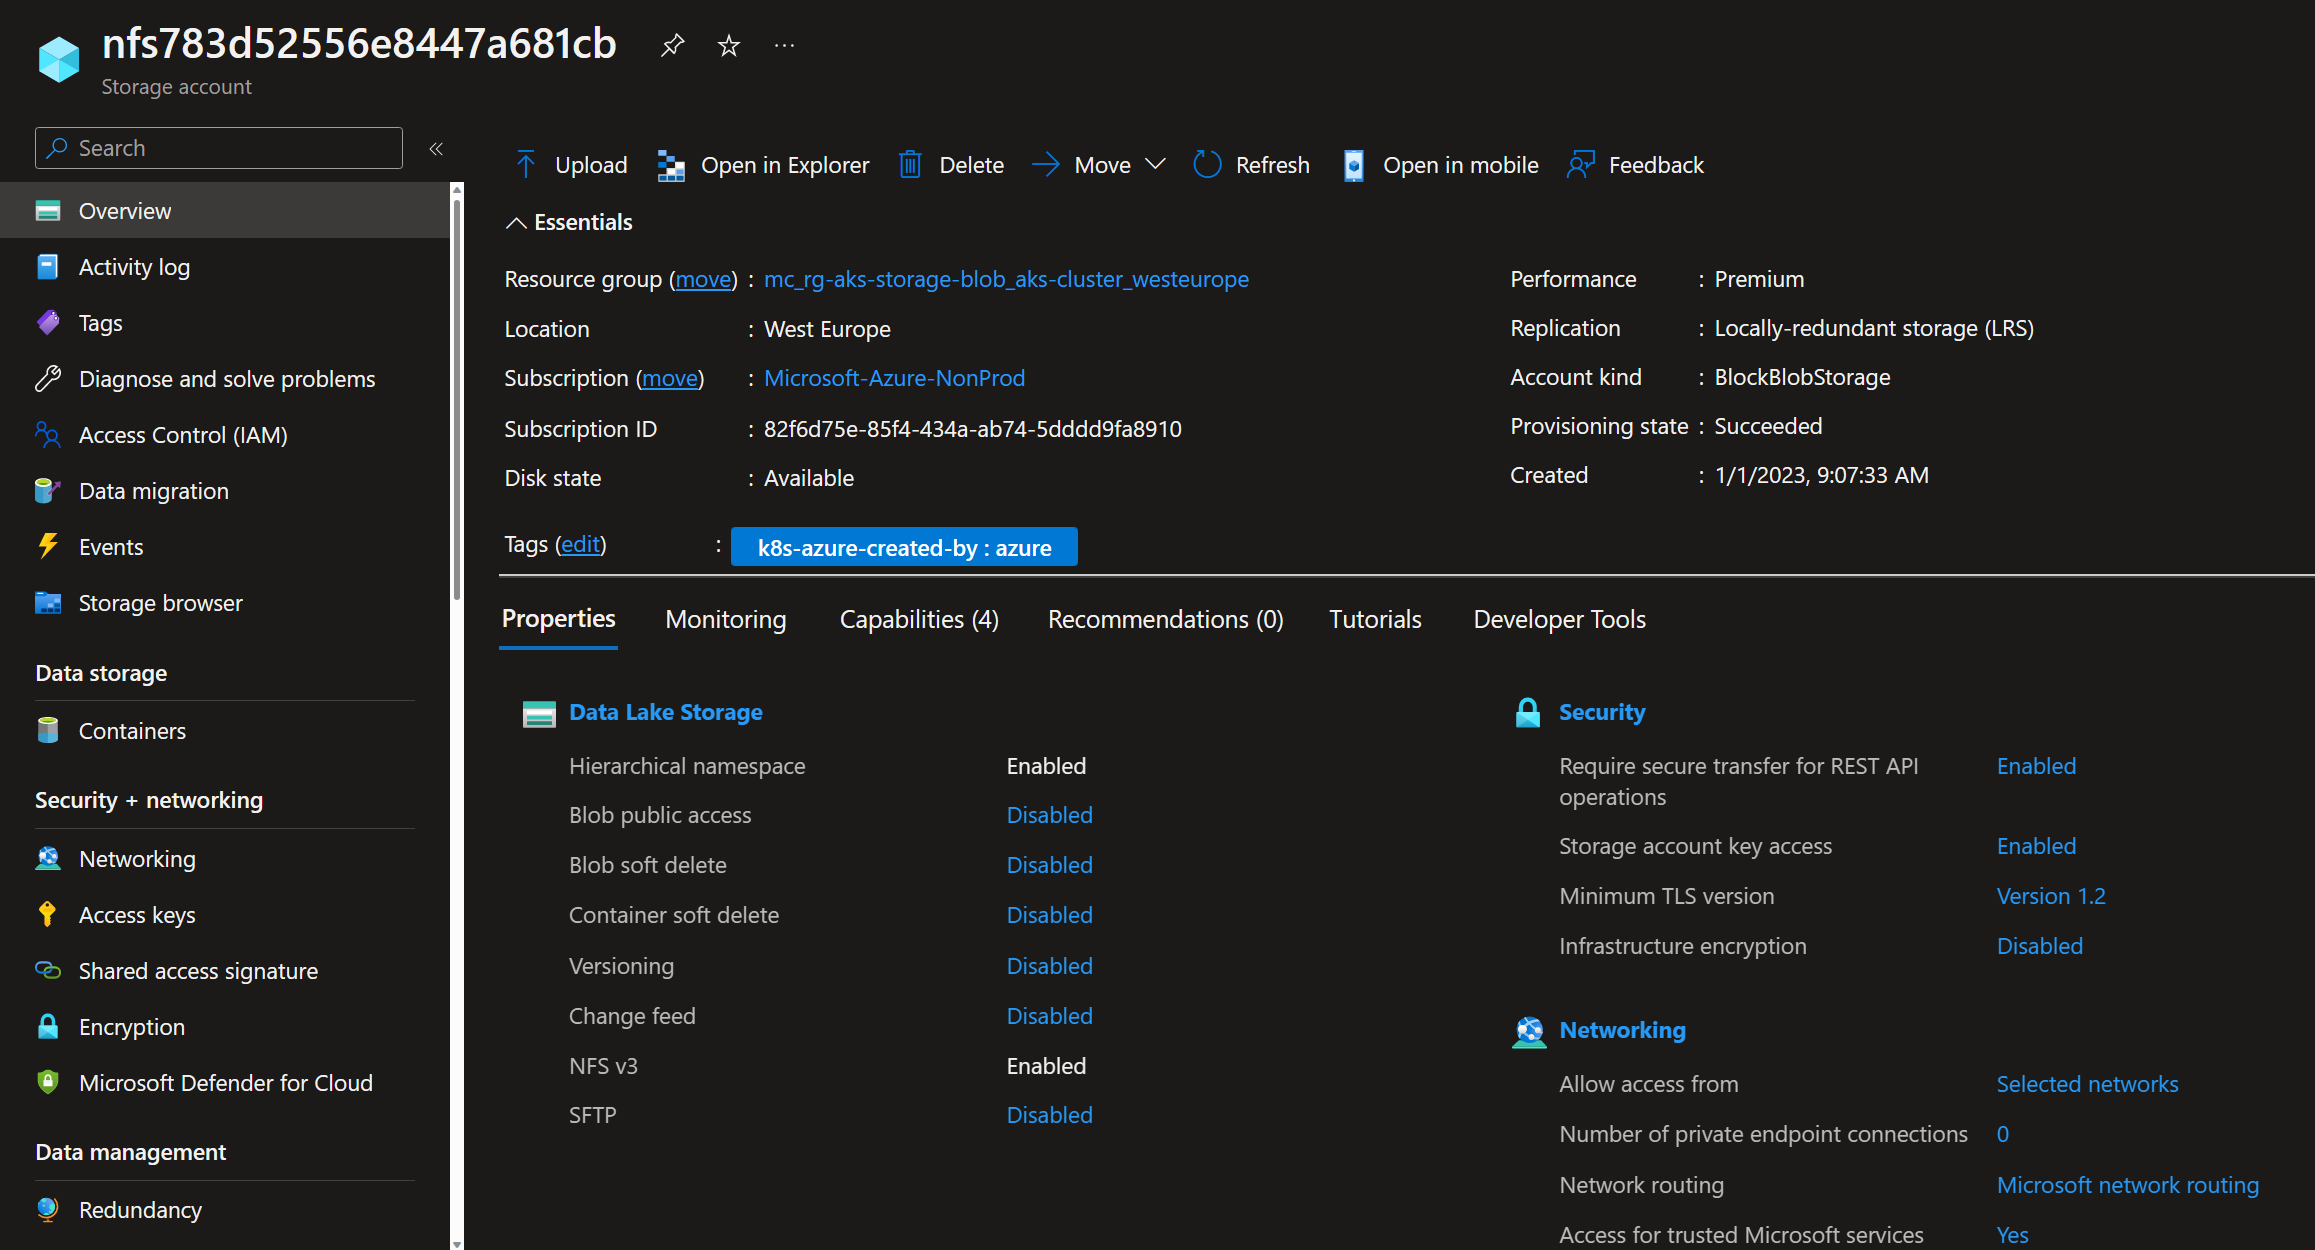 nfs783d52556e8447a681cb
Storage account
Search
«
Overview
Activity log
Tags
Diagnose and solve problems
Access Control (IAM)
Data migration
Events
Storage browser
Data storage
Containers
Security + networking
Networking
Access keys
Shared access signature
Encryption
Microsoft Defender for Cloud
Data management
Redundancy
Upload Open in Explorer Delete Move Refresh Open in mobile Feedback
Essentials
Resource group (move) : mc_rg-aks-storage-blob_aks-cluster_westeurope
Location : West Europe
Subscription (move) : Microsoft-Azure-NonProd
Subscription ID : 82f6d75e-85f4-434a-ab74-5dddd9fa8910
Disk state : Available
Performance : Premium
Replication : Locally-redundant storage (LRS)
Account kind : BlockBlobStorage
Provisioning state : Succeeded
Created : 1/1/2023, 9:07:33 AM
Tags (edit) : k8s-azure-created-by : azure
Properties Monitoring Capabilities (4) Recommendations (0) Tutorials Developer Tools
Data Lake Storage
Hierarchical namespace Enabled
Blob public access Disabled
Blob soft delete Disabled
Container soft delete Disabled
Versioning Disabled
Change feed Disabled
NFS v3 Enabled
SFTP Disabled
Security
Require secure transfer for REST API Enabled
operations
Storage account key access Enabled
Minimum TLS version Version 1.2
Infrastructure encryption Disabled
Networking
Allow access from Selected networks
Number of private endpoint connections 0
Network routing Microsoft network routing
Access for trusted Microsoft services Yes